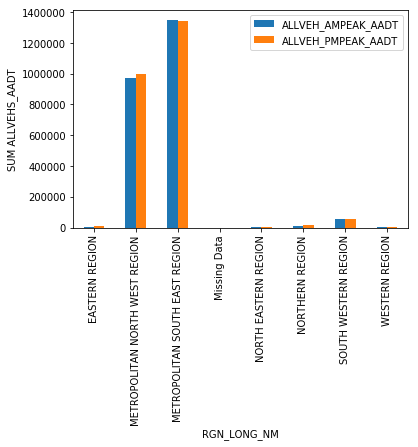 ALLVEH_AMPEAK_AADT
ALLVEH_PMPEAK_AADT
SUM ALLVEHS_AADT
1400000
1200000
1000000
800000
600000
400000
200000
0
EASTERN REGION
METROPOLITAN NORTH WEST REGION
METROPOLITAN SOUTH EAST REGION
Missing Data
NORTH EASTERN REGION
NORTHERN REGION
SOUTH WESTERN REGION
WESTERN REGION
RGN_LONG_NM